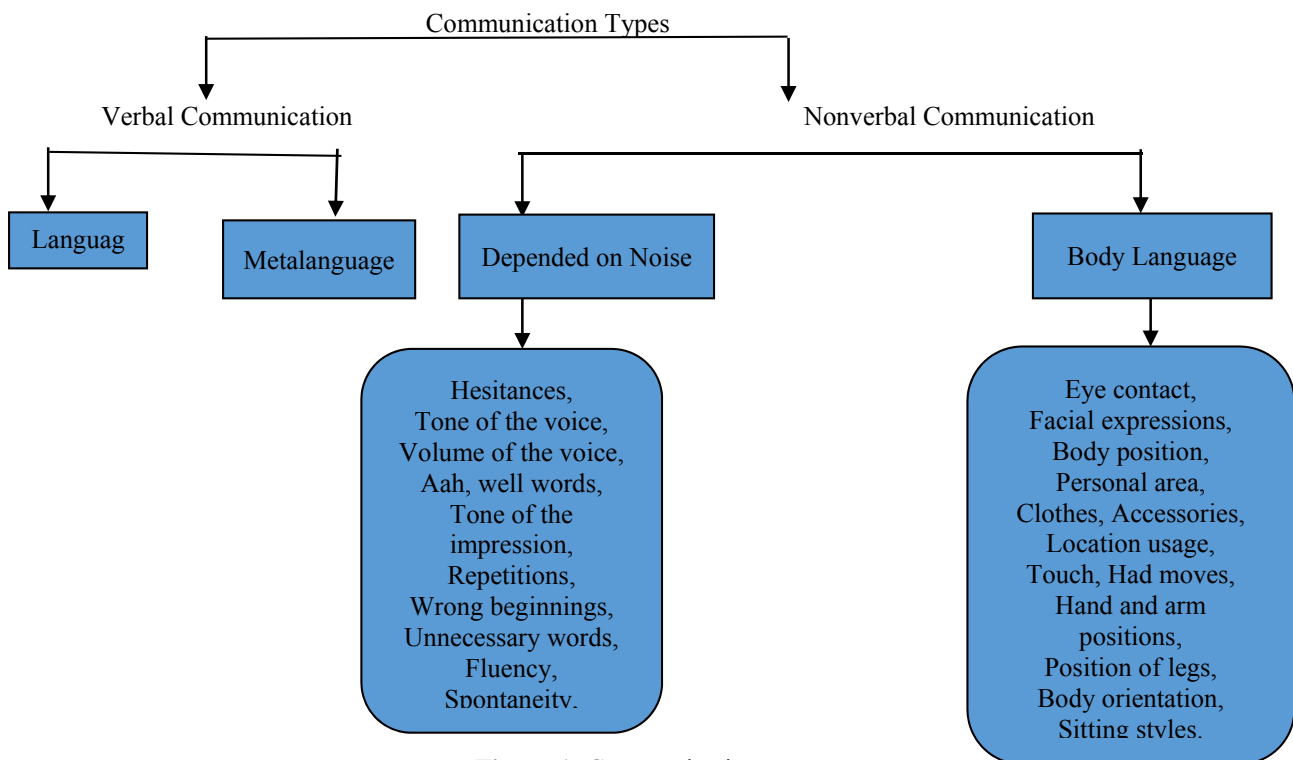 Communication Types
Verbal Communication
Nonverbal Communication
Languag
Metalanguage
Depended on Noise
Body Language
Hesitances,
Tone of the voice,
Volume of the voice,
Aah, well words,
Tone of the
impression,
Repetitions,
Wrong beginnings,
Unnecessary words,
Fluency,
Spontaneity,
Eye contact,
Facial expressions,
Body position,
Personal area,
Clothes, Accessories,
Location usage,
Touch, Had moves,
Hand and arm
positions,
Position of legs,
Body orientation,
Sitting styles,